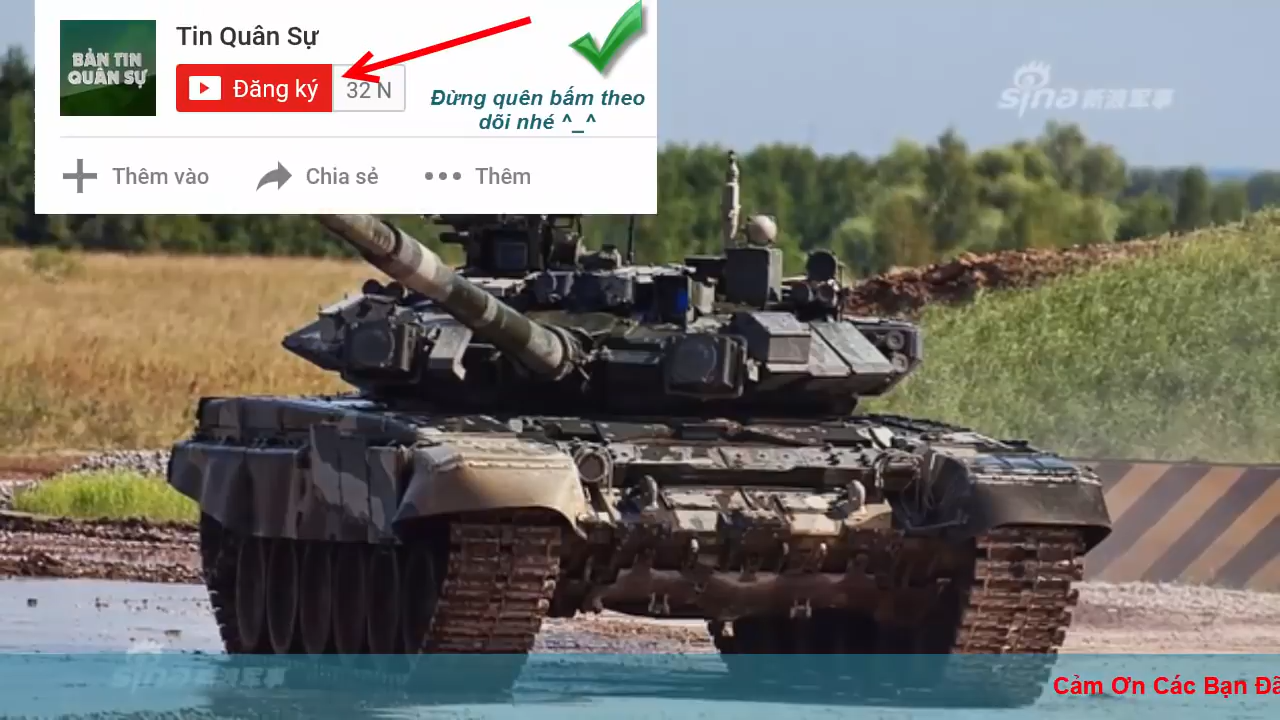 Tin Quân Sự
BẢN TIN
QUÂN SỰ
Đăng ký
32 N
Đừng quên bấm theo
dõi nhé ^_^
Thêm vào
Chia sẻ
Thêm
sina 新浪军事
sina
Cảm Ơn Các Bạn Đã